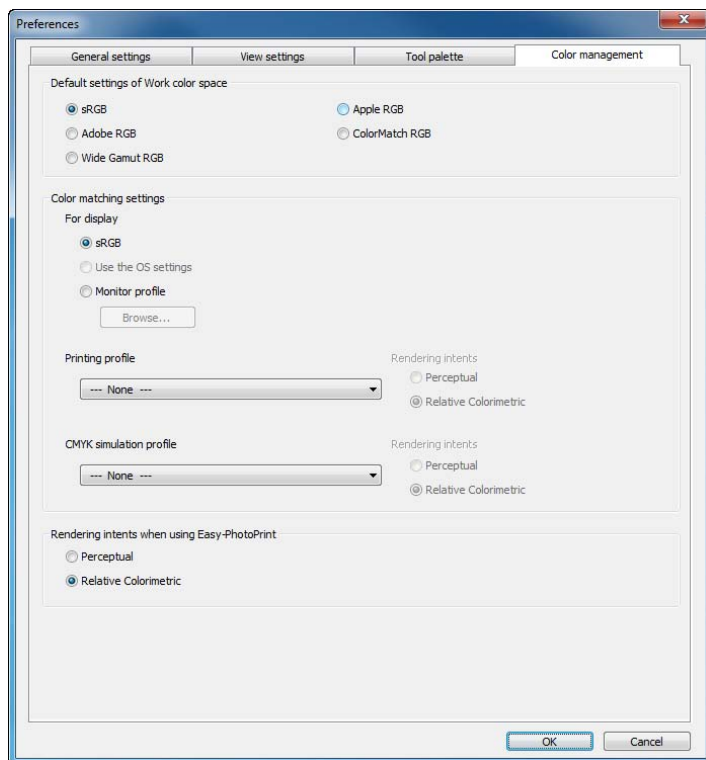 Preferences
General settings View settings Tool palette Color management
Default settings of Work color space
sRGB Apple RGB
Adobe RGB ColorMatch RGB
Wide Gamut RGB
Color matching settings
For display
sRGB
Use the OS settings
Monitor profile
Browse...
Printing profile Rendering intents
Perceptual
--- None ---
Relative Colorimetric
CMYK simulation profile Rendering intents
Perceptual
--- None ---
Relative Colorimetric
Rendering intents when using Easy-PhotoPrint
Perceptual
Relative Colorimetric
OK Cancel